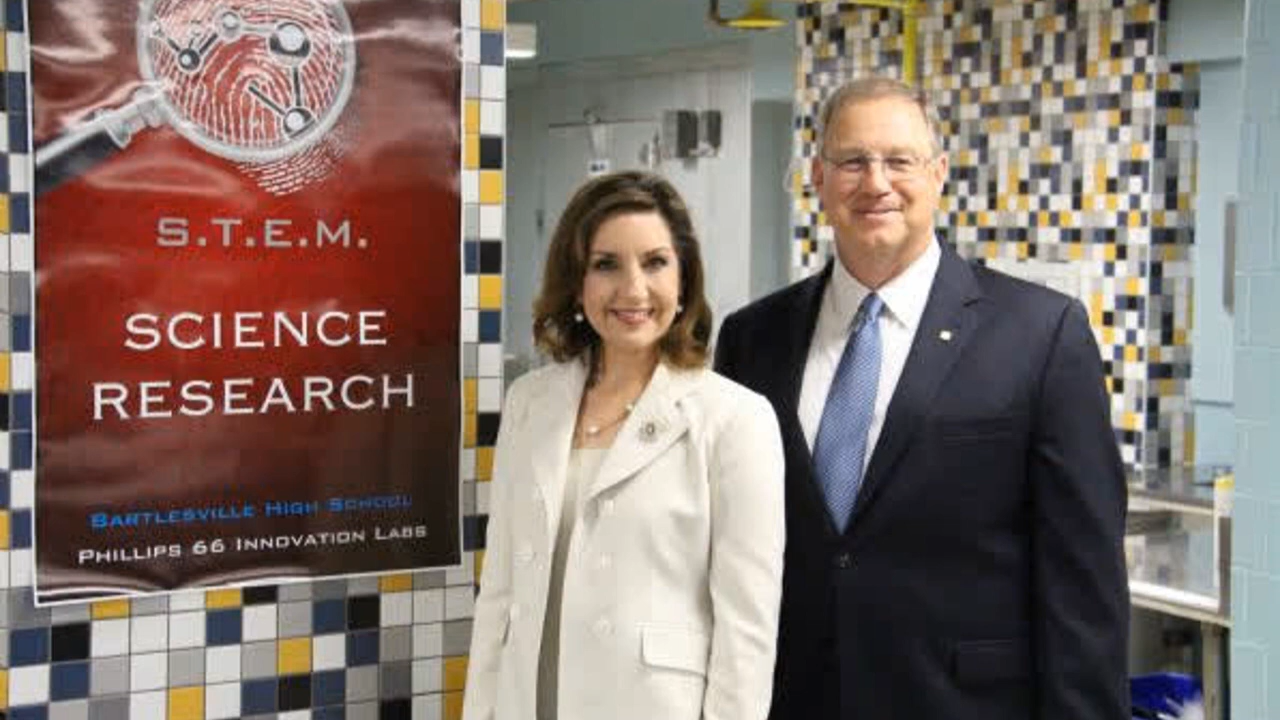 S.T.E.M.
SCIENCE
RESEARCH
BARTLESVILLE HIGH SCHOOL
PHILLIPS 66 INNOVATION LABS